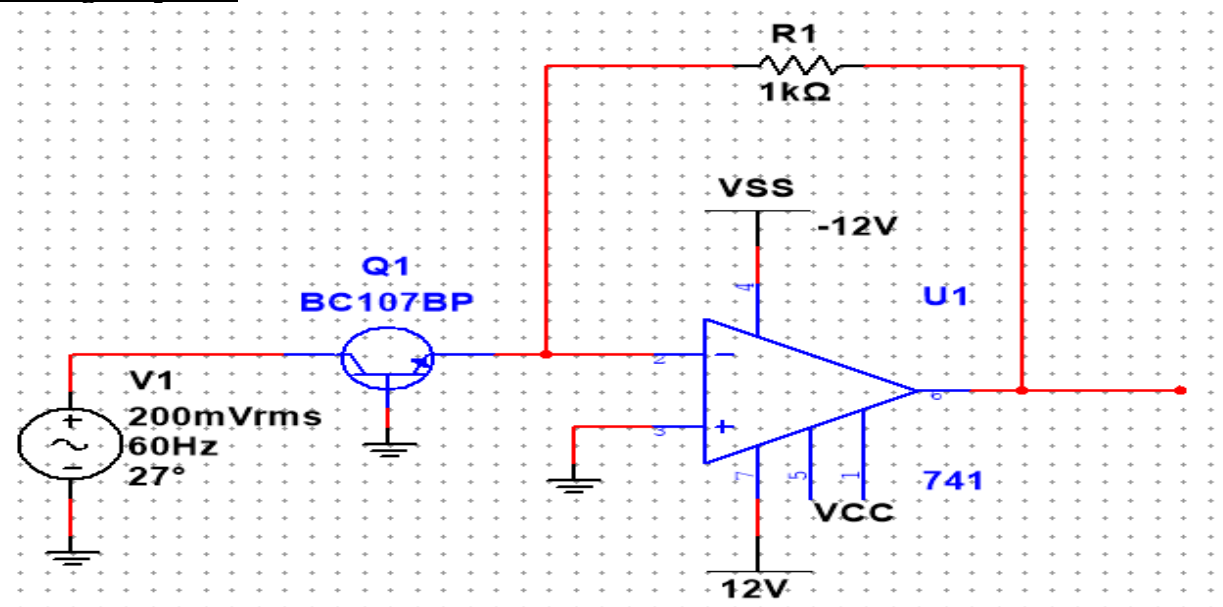 R1
1kΩ
VSS
-12V
Q1
BC107BP
4
U1
2
V1
200mVrms
60Hz
27°
6
3
7
5
1
741
VCC
12V